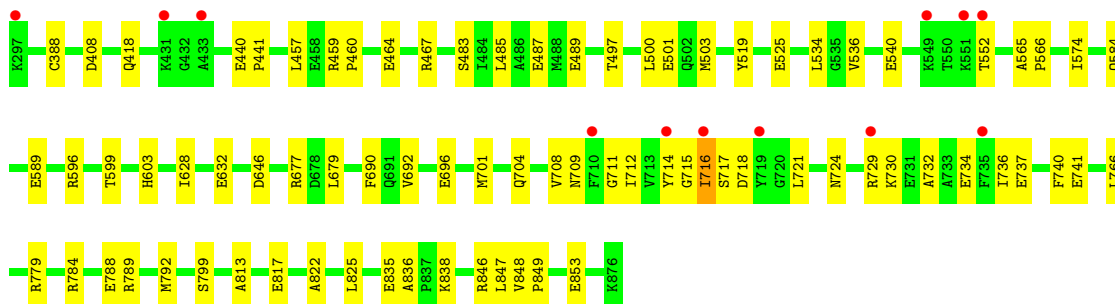 K297 C388 D408 Q418 K431 G432 A433 E440 P441 L457 E458 R459 P460 E464 R467 S483 I484 L485 A486 E487 M488 E489 T497 L500 E501 Q502 M503 Y519 E525 L534 G535 V536 E540 K549 T550 K551 T552 A565 P566 I574
E589 R596 T599 H603 I628 E632 D646 R677 D678 L679 F690 Q691 V692 E696 M701 Q704 V708 N709 F710 G711 I712 V713 Y714 G715 I716 S717 D718 Y719 G720 L721 N724 R729 K730 E731 A732 A733 E734 F735 I736 E737 F740 E741
R779 R784 E788 R789 M792 S799 A813 E817 A822 L825 E835 A836 P837 K838 R846 L847 V848 P849 E853 K876